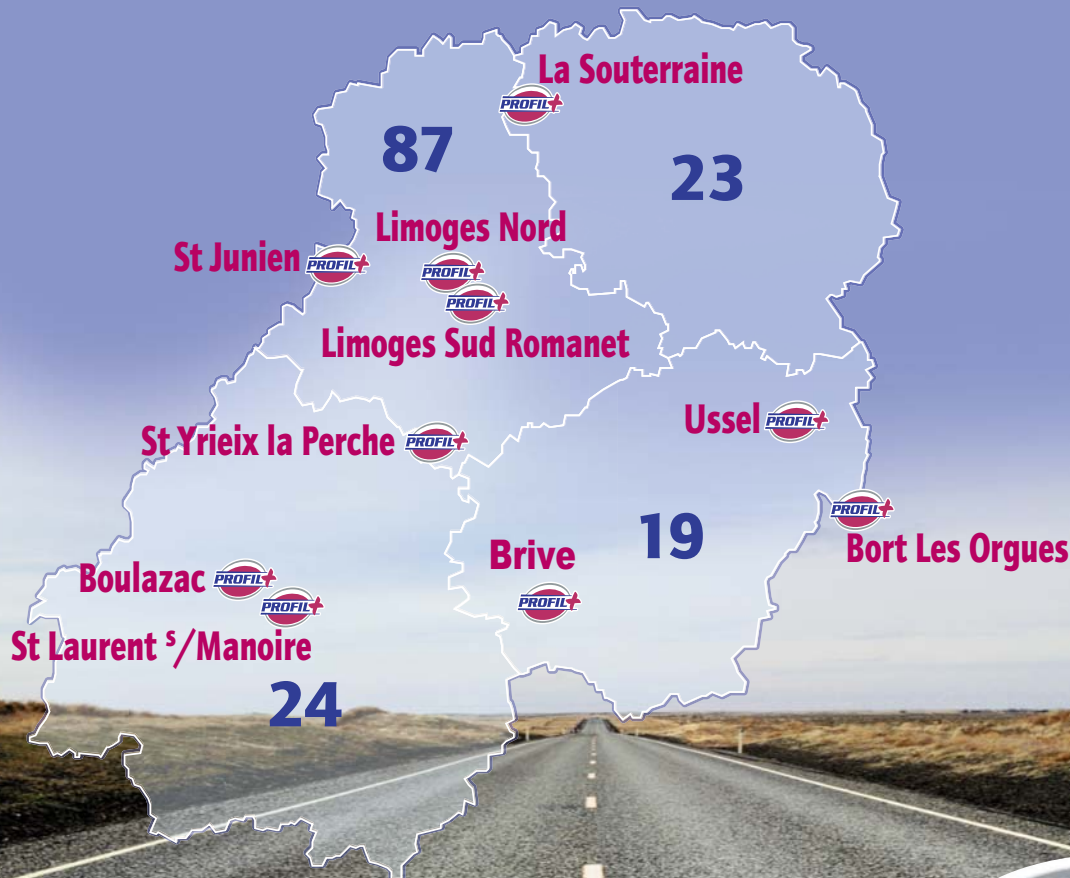 La Souterraine
PROFIL+
87
23
Limoges Nord
St Junien PROFIL+
PROFIL+
PROFIL+
Limoges Sud Romanet
Ussel PROFIL+
St Yrieix la Perche PROFIL+
PROFIL+
19
Bort Les Orgues
Brive
PROFIL+
Boulazac PROFIL+
PROFIL+
St Laurent s/Manoire
24